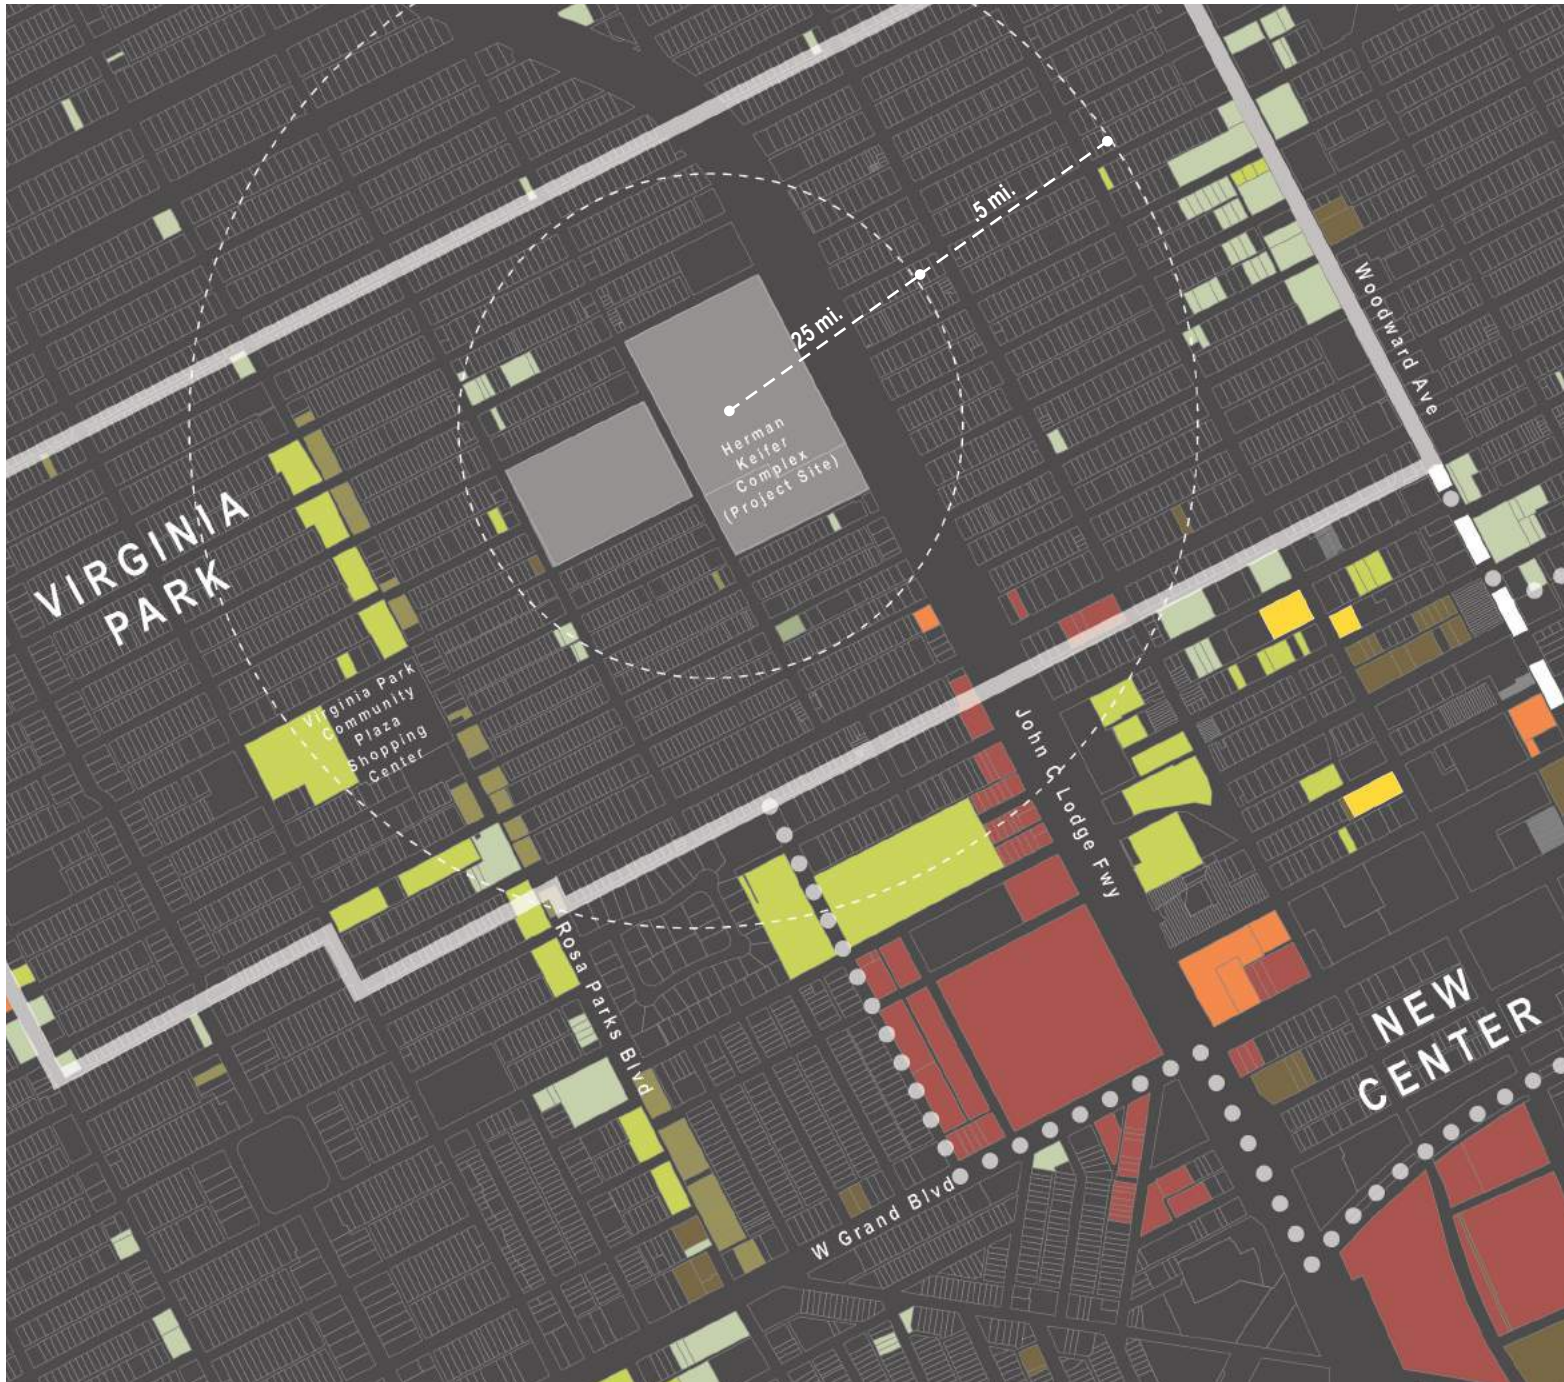 .5 mi.
.25 mi.
Woodward Ave
Herman
Keifer
Complex
(Project Site)
VIRGINIA
PARK
Virginia Park
Community
Plaza
Shopping
Center
John C. Lodge Fwy
Rosa Parks Blvd
NEW
CENTER
W Grand Blvd